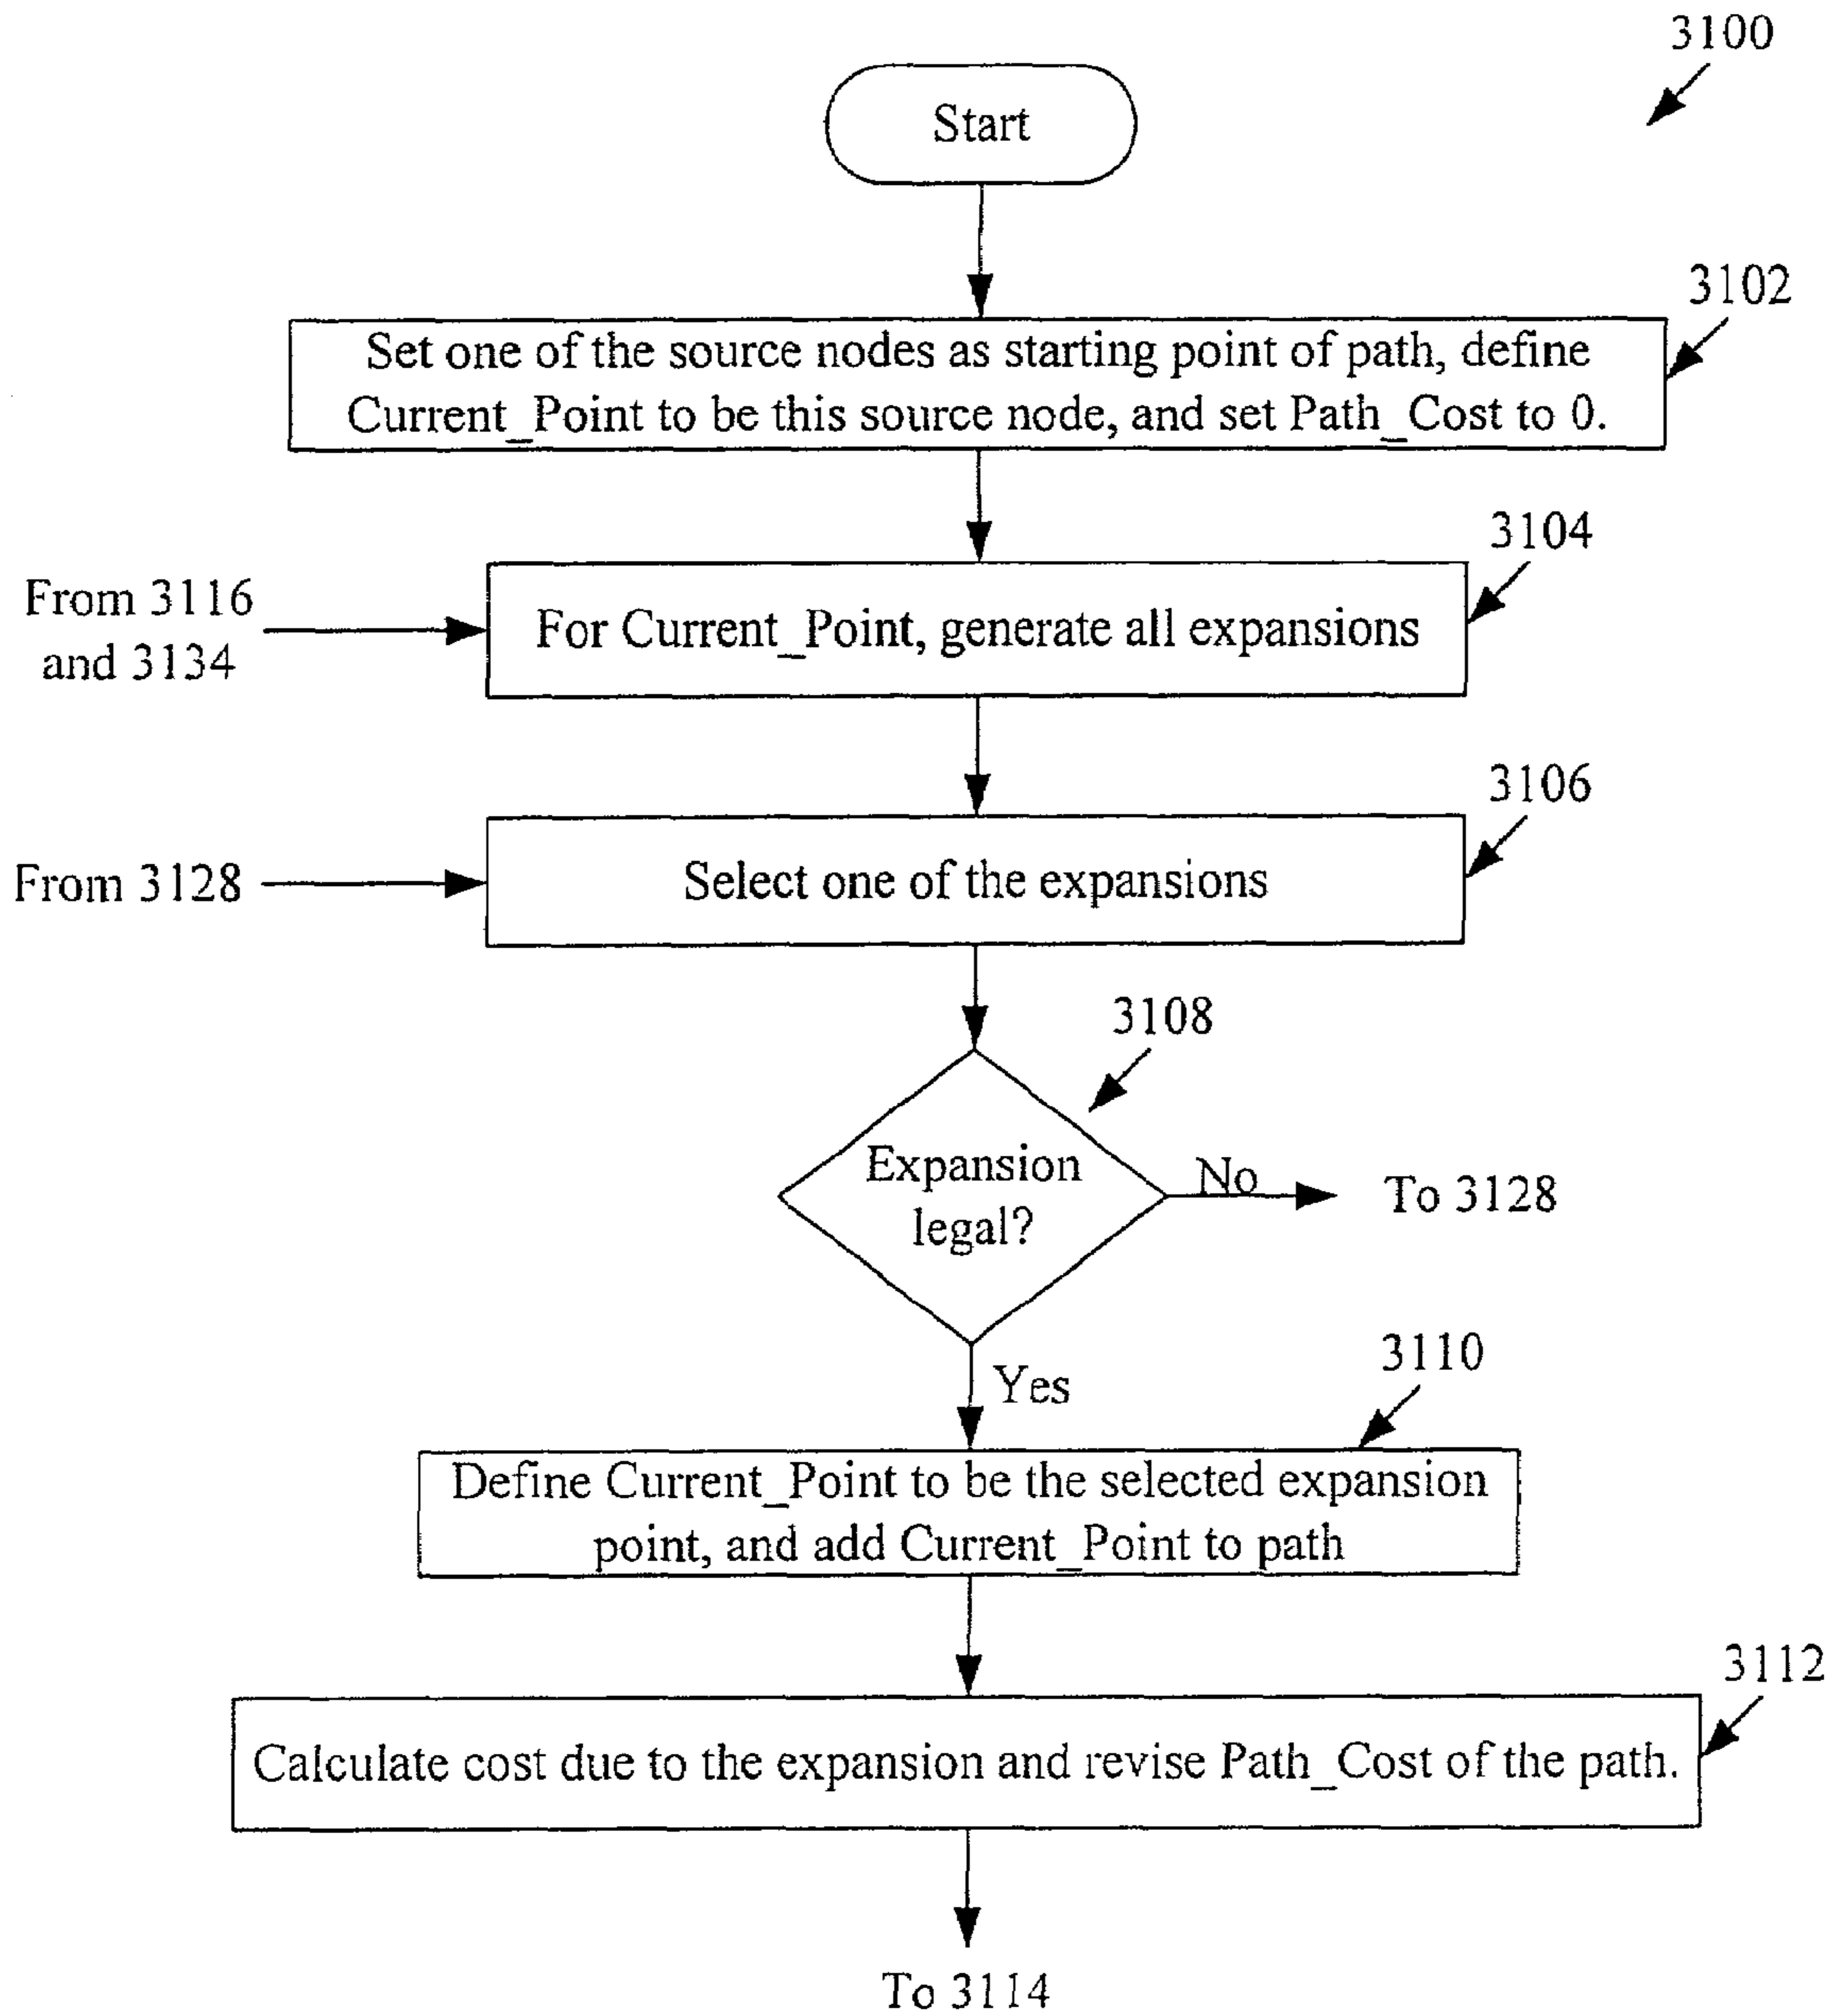 3100
Start
3102
Set one of the source nodes as starting point of path, define
Current_Point to be this source node, and set Path_Cost to 0.
3104
From 3116
and 3134
For Current_Point, generate all expansions
3106
From 3128
Select one of the expansions
3108
Expansion
legal?
No
To 3128
Yes
3110
Define Current_Point to be the selected expansion
point, and add Current_Point to path
3112
Calculate cost due to the expansion and revise Path_Cost of the path.
To 3114